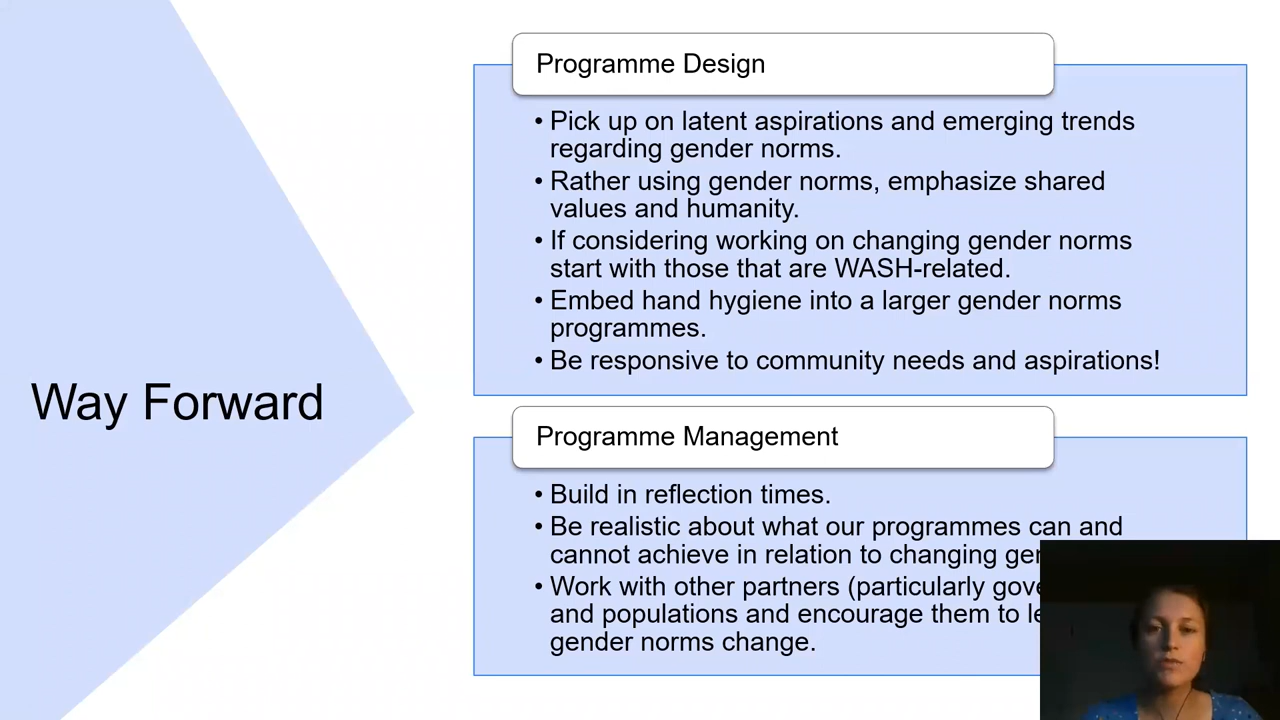 Way Forward
Programme Design
• Pick up on latent aspirations and emerging trends
regarding gender norms.
• Rather using gender norms, emphasize shared
values and humanity.
• If considering working on changing gender norms
start with those that are WASH-related.
• Embed hand hygiene into a larger gender norms
programmes.
• Be responsive to community needs and aspirations!
Programme Management
• Build in reflection times.
• Be realistic about what our programmes can and
cannot achieve in relation to changing
• Work with other partners (particularly
and populations and encourage them to
gender norms change.